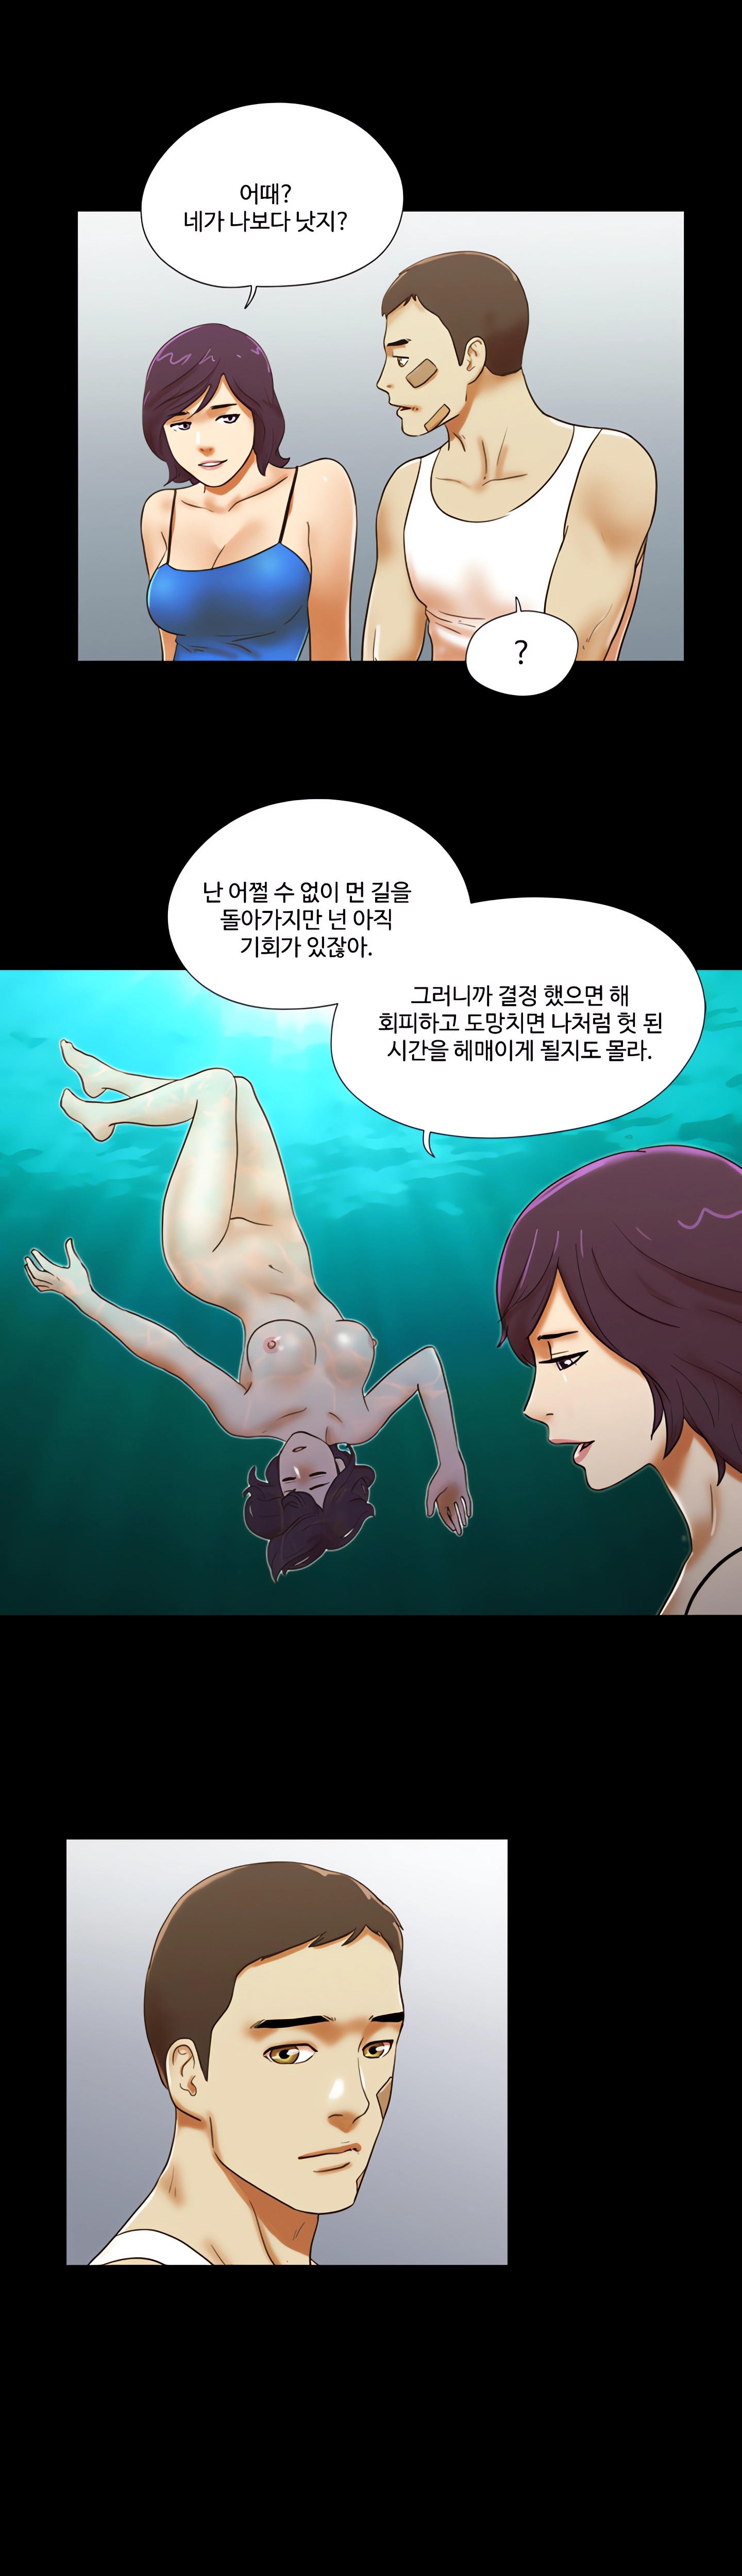 어때?
네가 나보다 낫지?
?
난 어쩔 수 없이 먼 길을
돌아가지만 넌 아직
기회가 있잖아.
그러니까 결정 했으면 해
회피하고 도망치면 나처럼 헛 된
시간을 헤매이게 될지도 몰라.